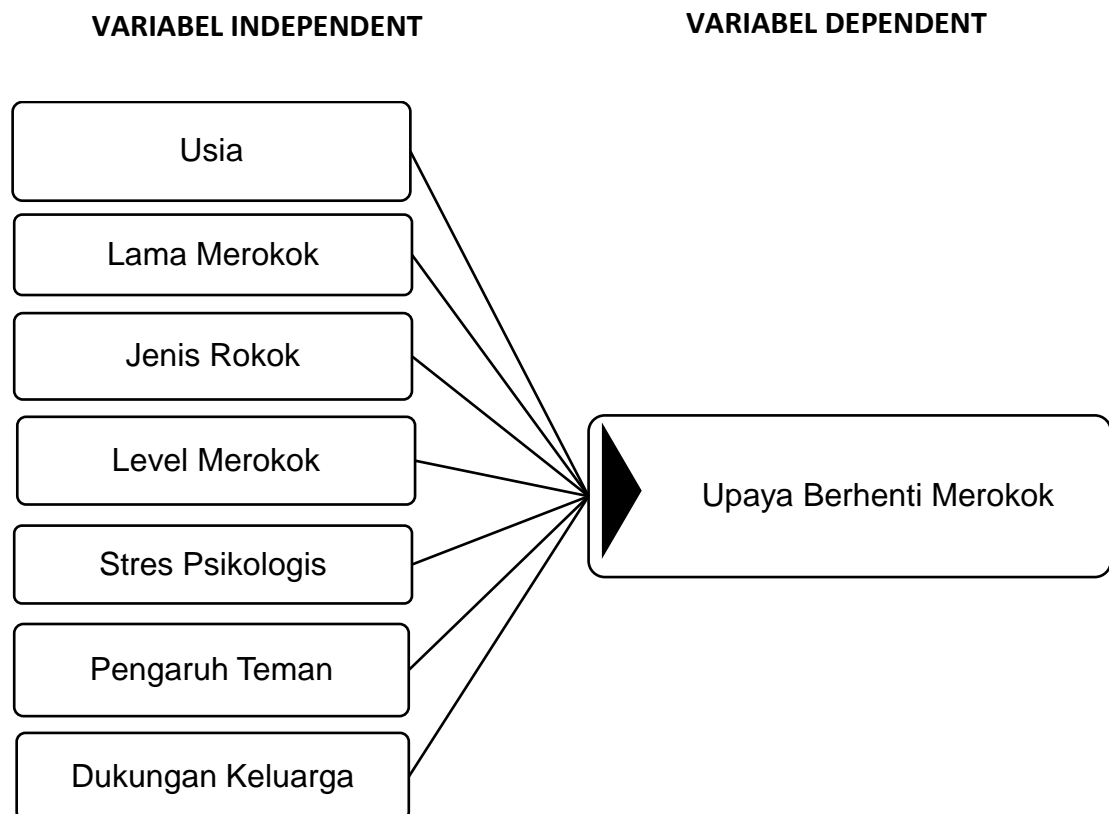 VARIABEL INDEPENDENT
VARIABEL DEPENDENT
Usia
Lama Merokok
Jenis Rokok
Level Merokok
Stres Psikologis
Pengaruh Teman
Dukungan Keluarga
Upaya Berhenti Merokok